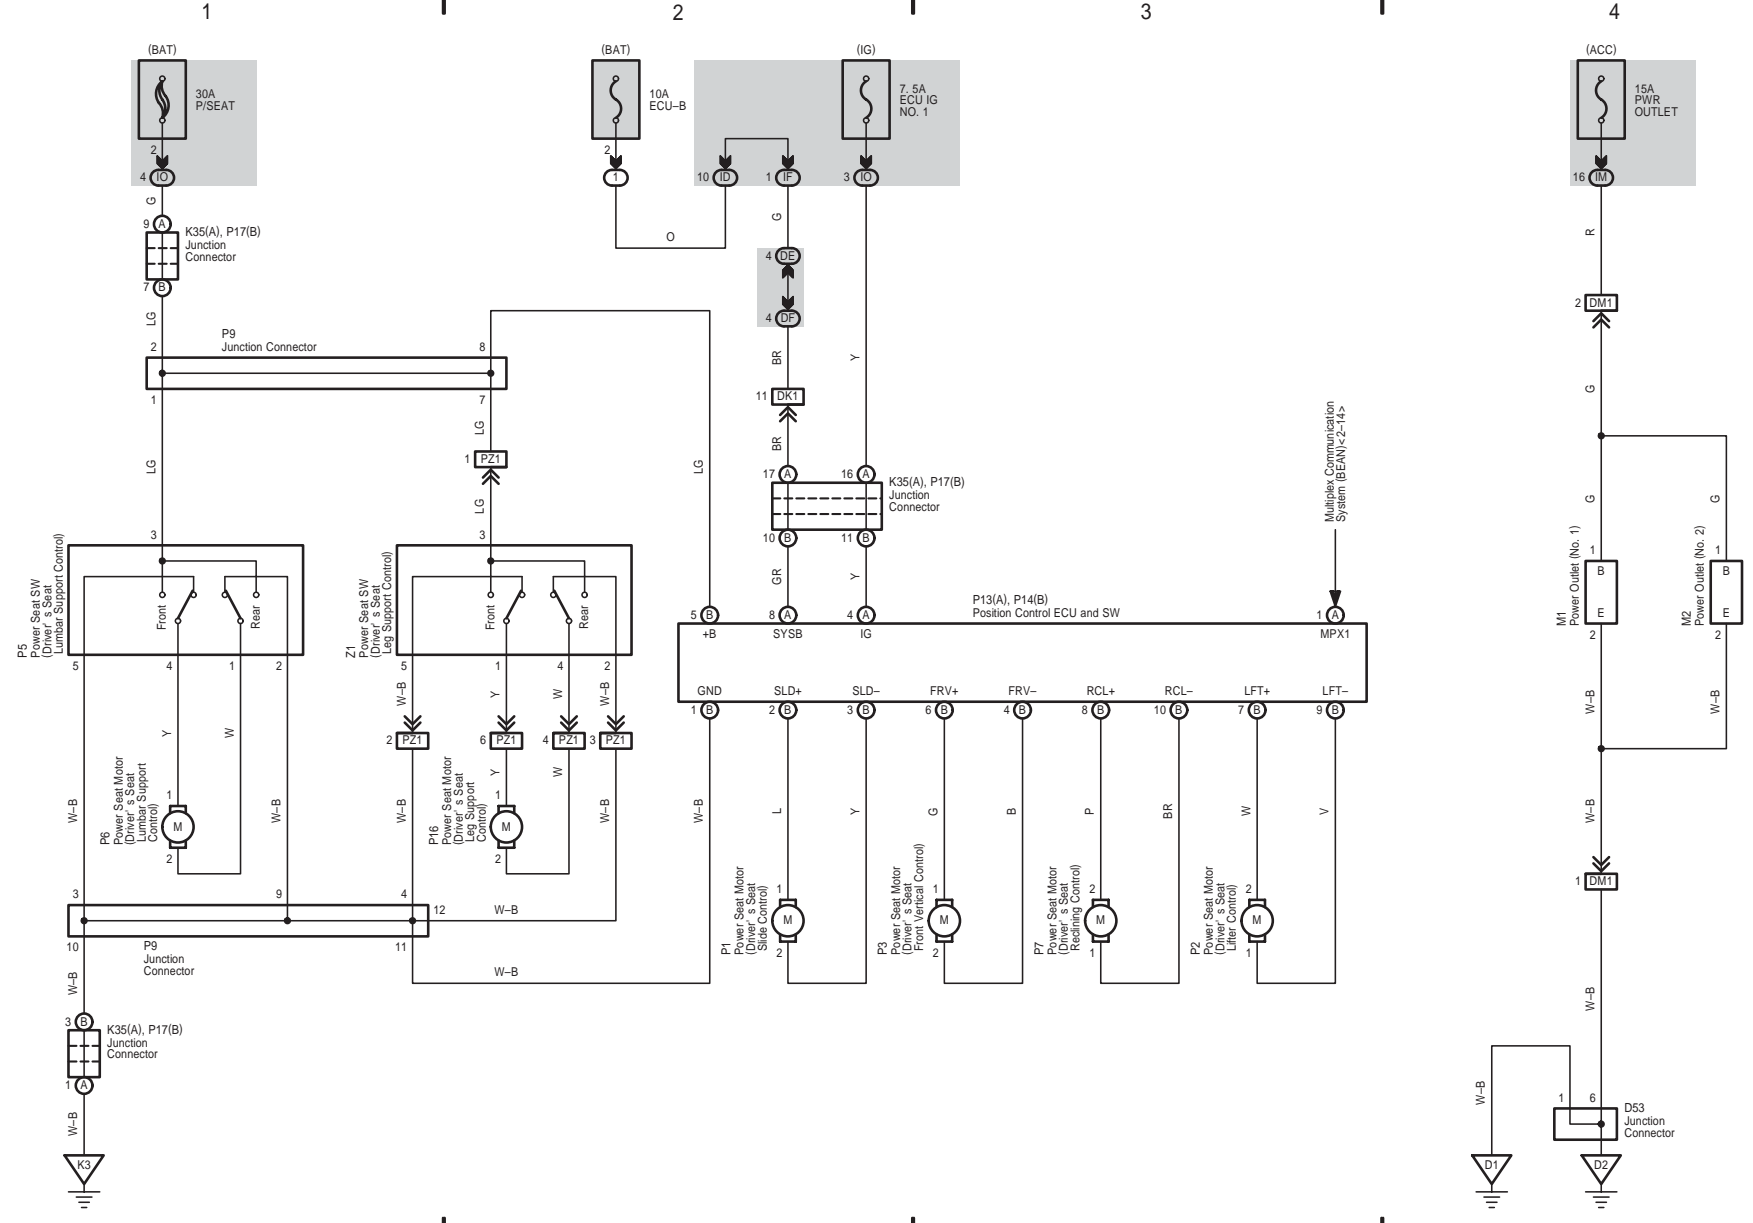 1
2
3
4
(BAT)
(BAT)
(IG)
(ACC)
30A
P/SEAT
10A
ECU–B
7. 5A
ECU IG
NO. 1
15A
PWR
OUTLET
2
2
4 IO
1
10 ID
1 IF
3 IO
16 IM
G
O
G
R
9 A
K35(A), P17(B)
Junction
Connector
7 B
4 DE
4 DF
2 DM1
LG
P9
Junction Connector
2
8
1
7
BR
Y
11 DK1
G
LG
LG
1 PZ1
LG
LG
BR
17 A
16 A
K35(A), P17(B)
Junction
Connector
10 B
11 B
GR
Y
Multiplex Communication
System (BEAN)<2–14>
G
G
3
3
P5
Power Seat SW
(Driver' s Seat
Lumbar Support Control)
Front
Rear
Z1
Power Seat SW
(Driver' s Seat
Leg Support Control)
Front
Rear
M1
Power Outlet (No. 1)
1
B
E
2
M2
Power Outlet (No. 2)
1
B
E
2
P13(A), P14(B)
Position Control ECU and SW
5 B
8 A
4 A
1 A
+B
SYSB
IG
MPX1
5
4
1
2
5
1
4
2
GND
SLD+
SLD–
FRV+
FRV–
RCL+
RCL–
LFT+
LFT–
1 B
2 B
3 B
6 B
4 B
8 B
10 B
7 B
9 B
W–B
Y
W
W–B
W–B
W–B
Y
W
2 PZ1
6 PZ1
4 PZ1
3 PZ1
Y
W
P6
Power Seat Motor
(Driver' s Seat
Lumbar Support
Control)
1
M
2
P16
Power Seat Motor
(Driver' s Seat
Leg Support
Control)
1
M
2
W–B
W–B
W–B
W–B
W–B
L
Y
G
B
P
BR
W
V
W–B
P1
Power Seat Motor
(Driver' s Seat
Slide Control)
1
M
2
P3
Power Seat Motor
(Driver' s Seat
Front Vertical Control)
1
M
2
P7
Power Seat Motor
(Driver' s Seat
Reclining Control)
2
M
1
P2
Power Seat Motor
(Driver' s Seat
Lifter Control)
2
M
1
1 DM1
3
9
4
12
W–B
10
P9
Junction
Connector
11
W–B
W–B
W–B
3 B
K35(A), P17(B)
Junction
Connector
1 A
W–B
K3
W–B
1
6
D53
Junction
Connector
D1
D2